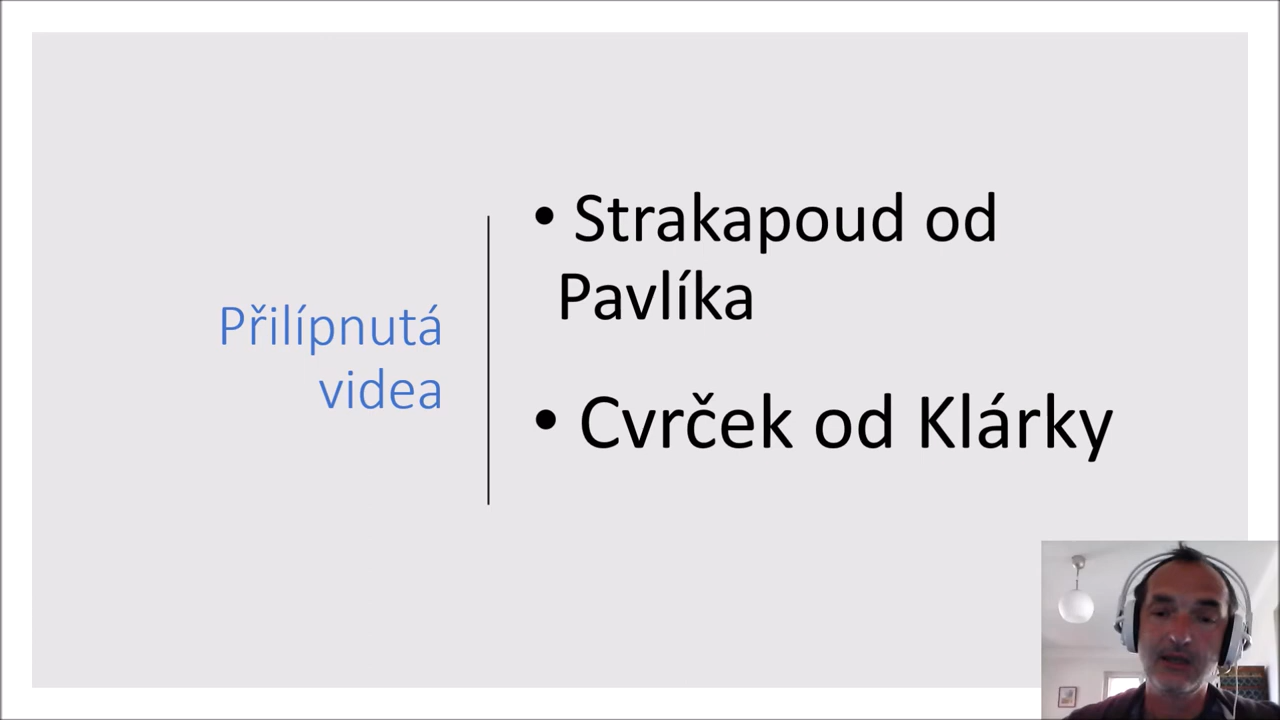 Přilípnutá
videa
• Strakapoud od
Pavlíka
• Cvrček od Klárky